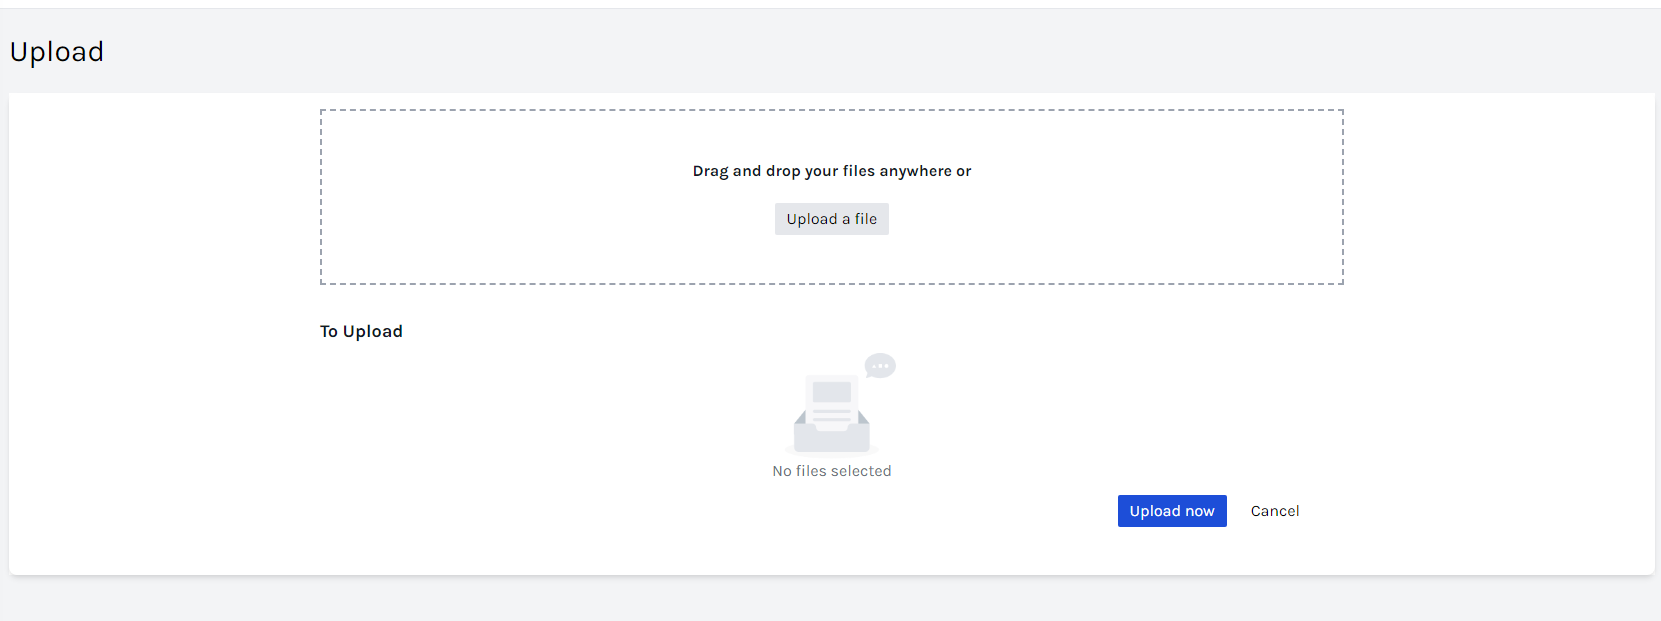 Upload
Drag and drop your files anywhere or
Upload a file
To Upload
No files selected
Upload now
Cancel